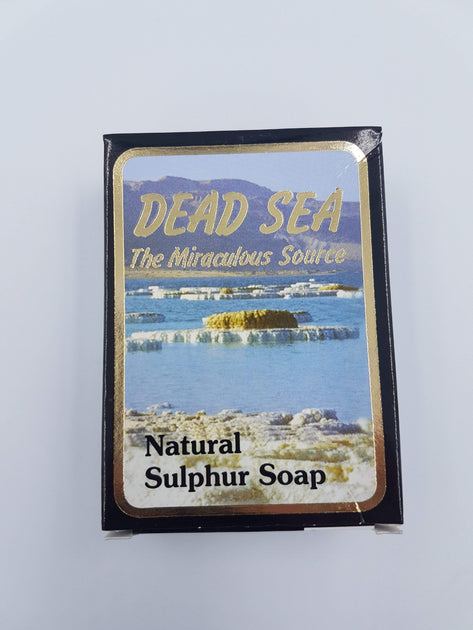 DEAD SEA
The Miraculous Source
Natural
Sulphur Soap